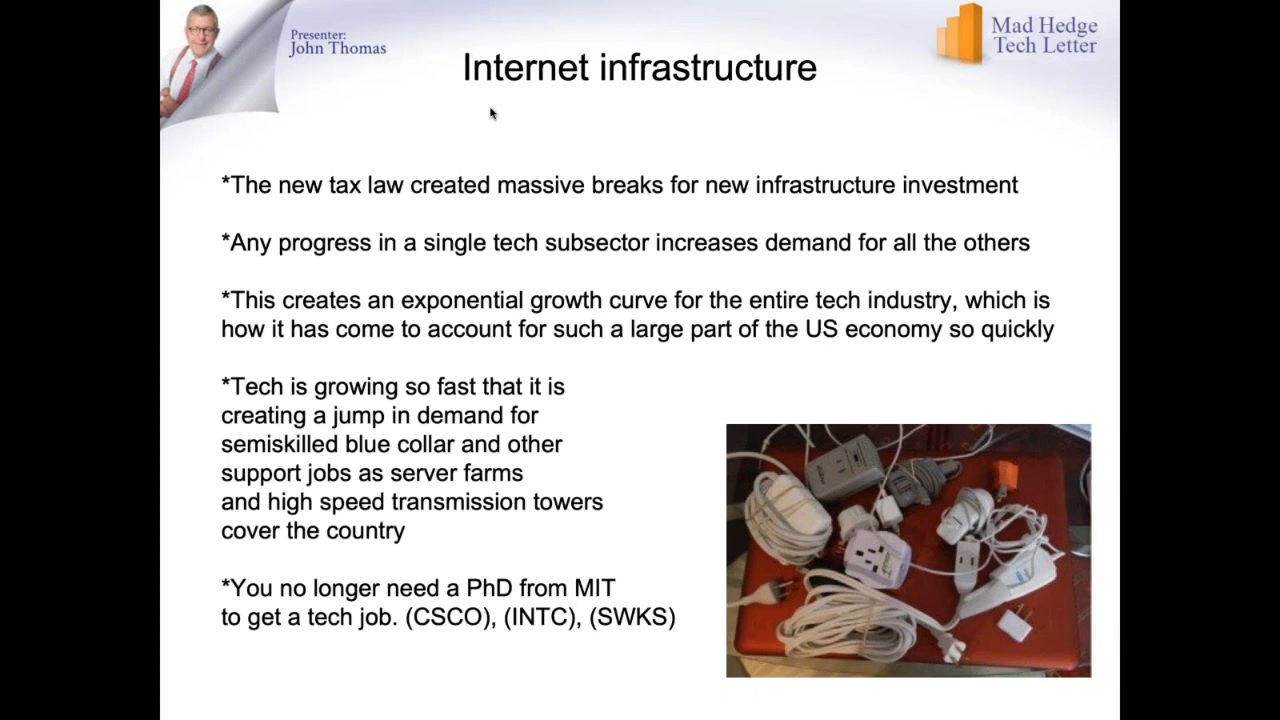 Presenter:
John Thomas
Mad Hedge
Tech Letter
Internet infrastructure
*The new tax law created massive breaks for new infrastructure investment
*Any progress in a single tech subsector increases demand for all the others
*This creates an exponential growth curve for the entire tech industry, which is
how it has come to account for such a large part of the US economy so quickly
*Tech is growing so fast that it is
creating a jump in demand for
semiskilled blue collar and other
support jobs as server farms
and high speed transmission towers
cover the country
*You no longer need a PhD from MIT
to get a tech job. (CSCO), (INTC), (SWKS)